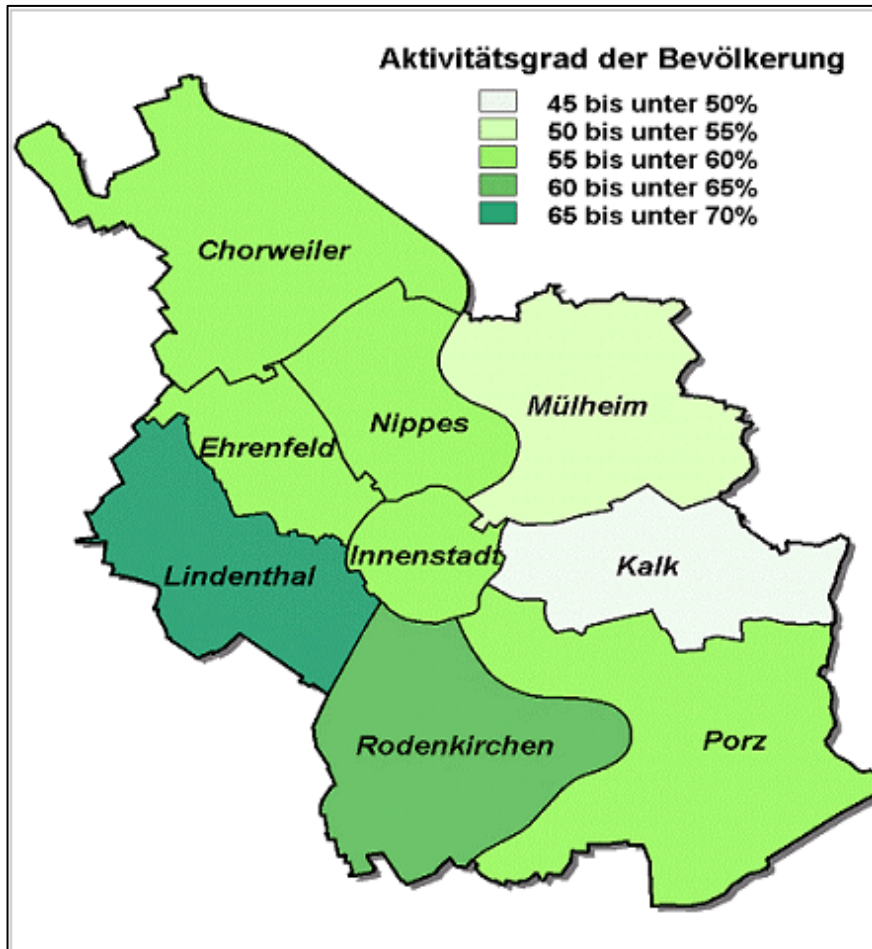 Aktivitätsgrad der Bevölkerung
45 bis unter 50%
50 bis unter 55%
55 bis unter 60%
60 bis unter 65%
65 bis unter 70%
Chorweiler
Mülheim
Nippes
Ehrenfeld
Innenstadt
Kalk
Lindenthal
Rodenkirchen
Porz